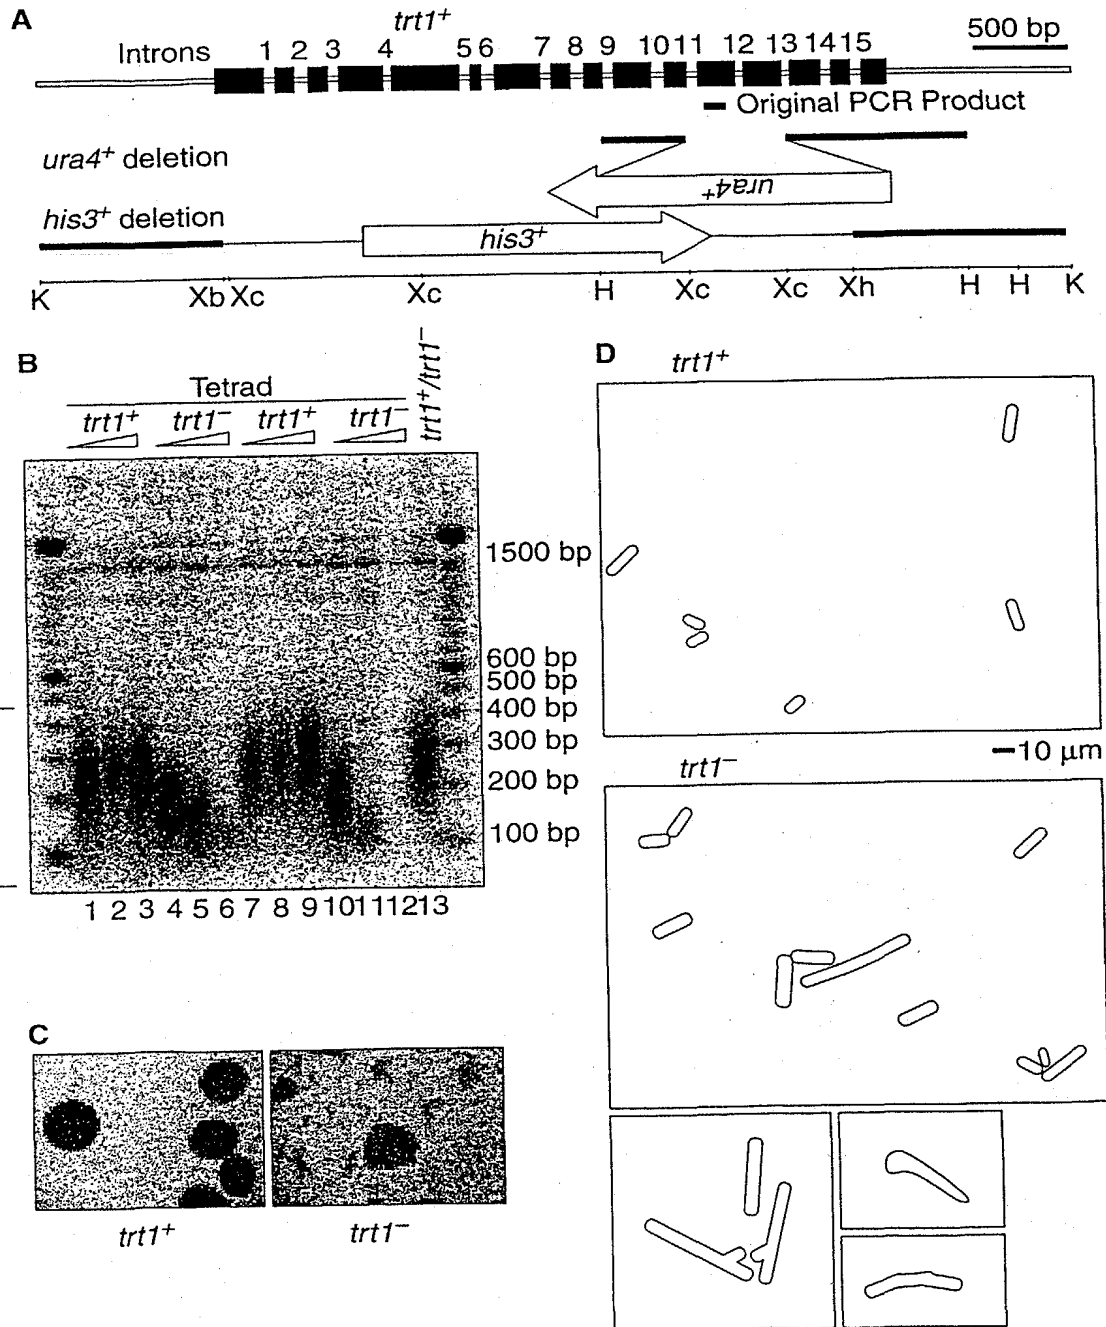 A
trt1+
500 bp
Introns 1 2 3 4 5 6 7 8 9 10 11 12 13 14 15
Original PCR Product
ura4+ deletion
ura4+
his3+ deletion
his3+
K Xb Xc Xc H Xc Xc Xh H H K
B
Tetrad
trt1+ trt1– trt1+ trt1– trt1+/trt1–
1500 bp
600 bp
500 bp
400 bp
300 bp
200 bp
100 bp
1 2 3 4 5 6 7 8 9 10 11 12 13
C
trt1+ trt1–
D
trt1+
10 µm
trt1–